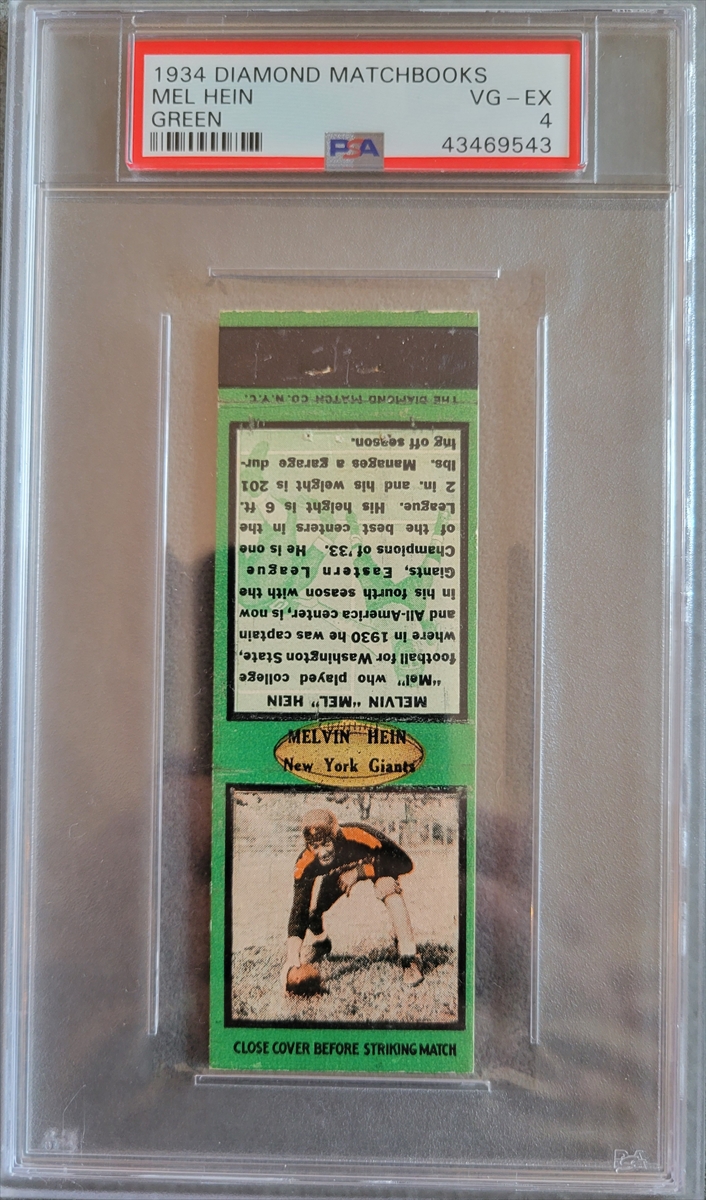 1934 DIAMOND MATCHBOOKS
MEL HEIN VG – EX
GREEN 4
PSA 43469543
THE DIAMOND MATCH CO. N.Y.C.
MELVIN "MEL" HEIN
"Mel" who played college
football for Washington State,
where in 1930 he was captain
and All-America center, is now
in his fourth season with the
Giants, Eastern League
Champions of '33. He is one
of the best centers in the
League. His height is 6 ft.
2 in. and his weight is 201
lbs. Manages a garage dur-
ing off season.
MELVIN HEIN
New York Giants
CLOSE COVER BEFORE STRIKING MATCH
PSA